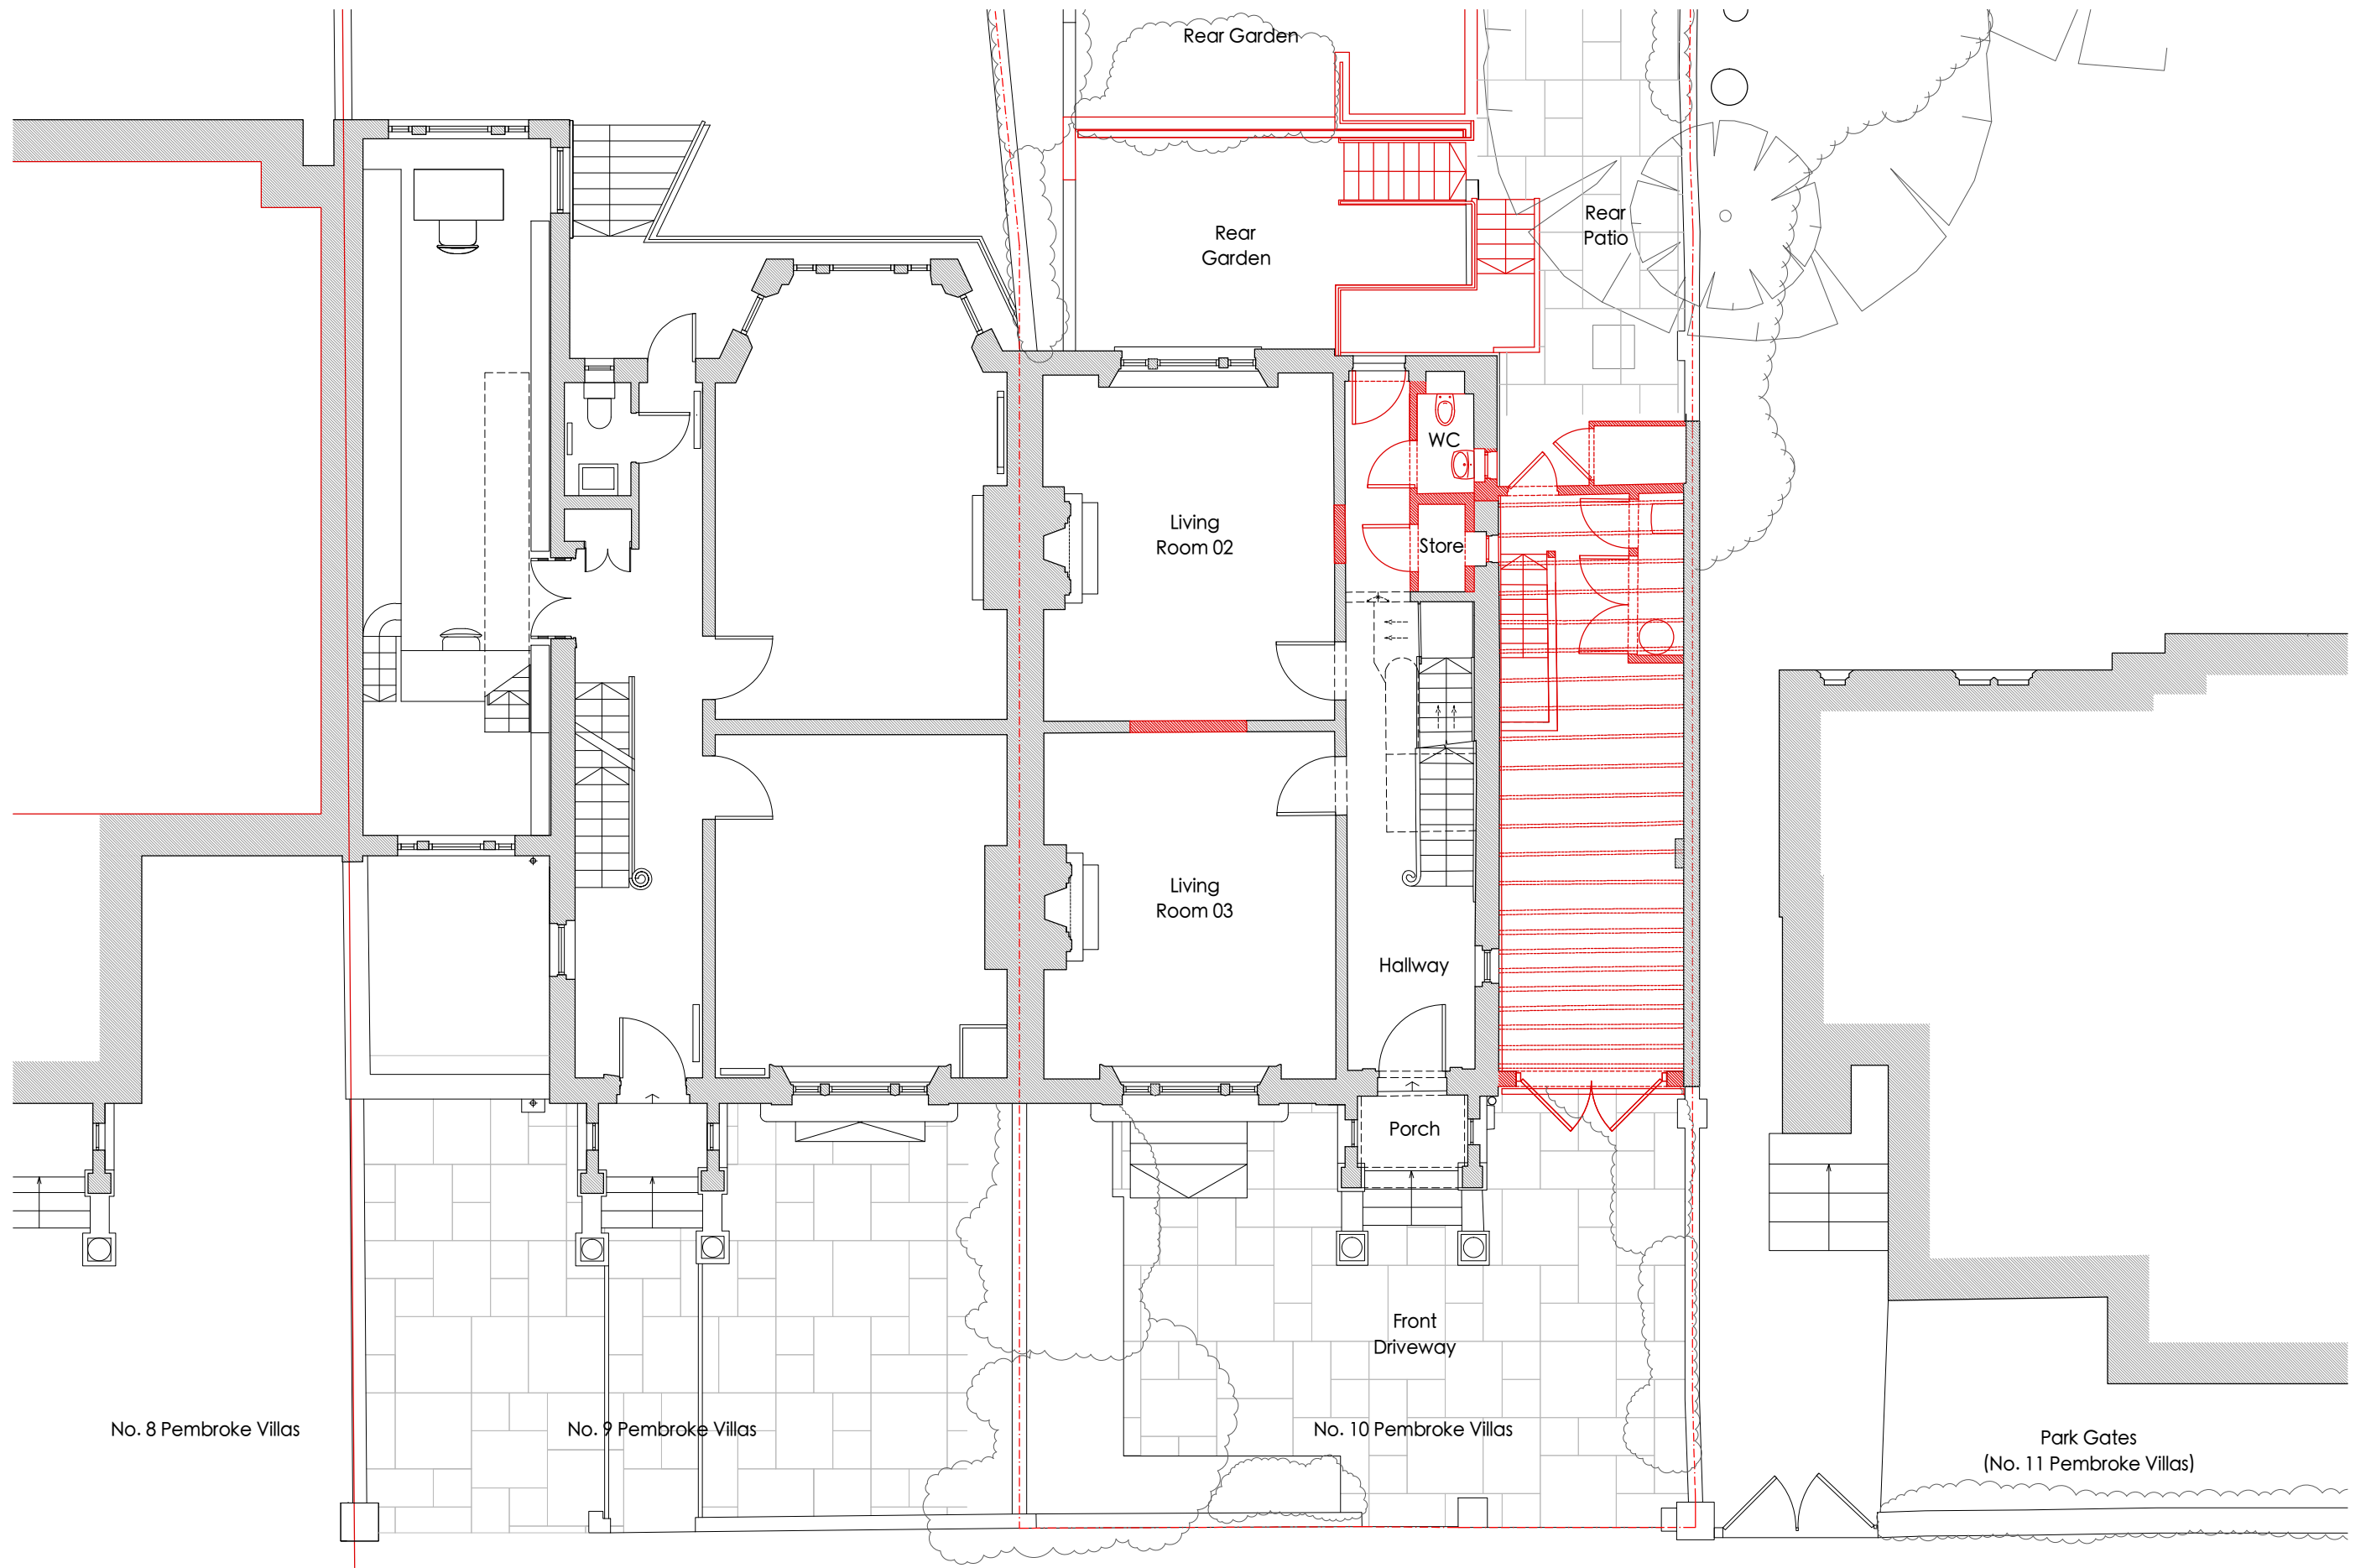 Rear Garden
Rear
Garden
Rear
Patio
WC
Living
Room 02
Store
Living
Room 03
Hallway
Porch
Front
Driveway
No. 8 Pembroke Villas
No. 9 Pembroke Villas
No. 10 Pembroke Villas
Park Gates
(No. 11 Pembroke Villas)